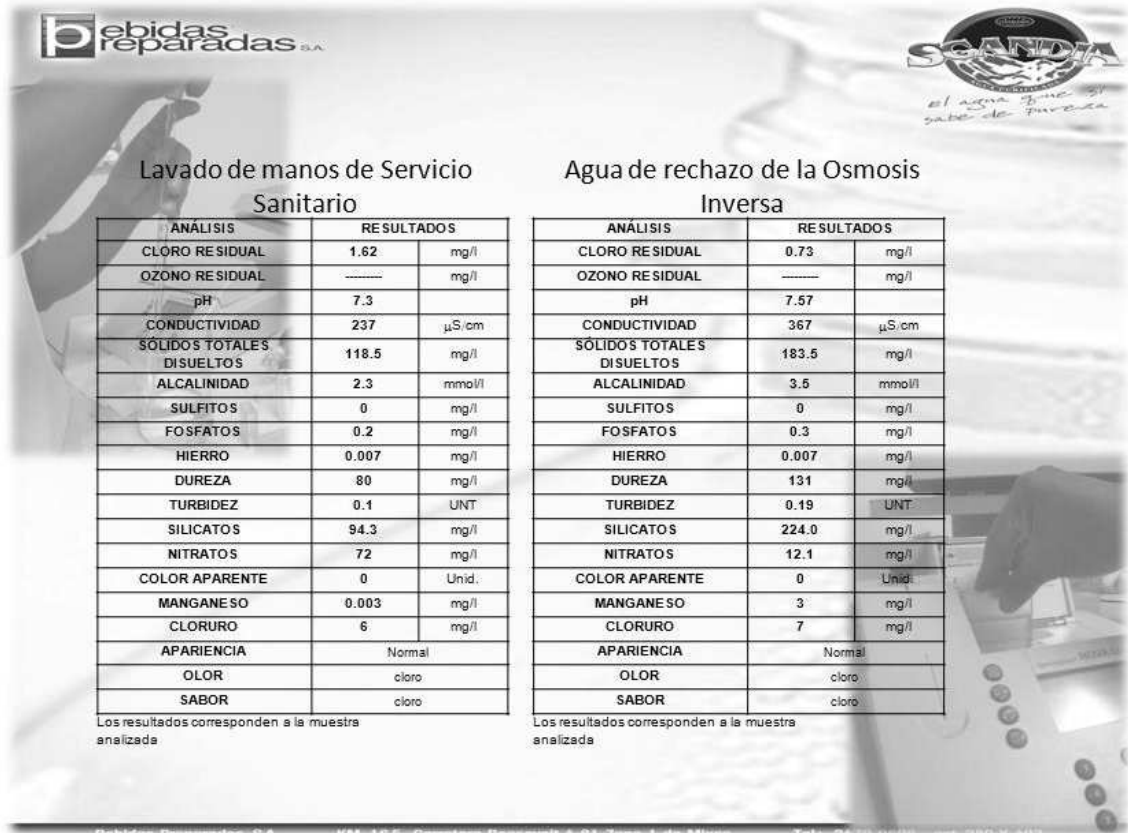 bebidas
preparadas S.A.
SCANDIA
El agua que sí
sabe de pureza
Lavado de manos de Servicio
Sanitario
ANÁLISIS RESULTADOS
CLORO RESIDUAL 1.62 mg/l
OZONO RESIDUAL --------- mg/l
pH 7.3
CONDUCTIVIDAD 237 µS/cm
SÓLIDOS TOTALES
DISUELTOS 118.5 mg/l
ALCALINIDAD 2.3 mmol/l
SULFITOS 0 mg/l
FOSFATOS 0.2 mg/l
HIERRO 0.007 mg/l
DUREZA 80 mg/l
TURBIDEZ 0.1 UNT
SILICATOS 94.3 mg/l
NITRATOS 72 mg/l
COLOR APARENTE 0 Unid.
MANGANESO 0.003 mg/l
CLORURO 6 mg/l
APARIENCIA Normal
OLOR cloro
SABOR cloro
Los resultados corresponden a la muestra
analizada
Agua de rechazo de la Osmosis
Inversa
ANÁLISIS RESULTADOS
CLORO RESIDUAL 0.73 mg/l
OZONO RESIDUAL --------- mg/l
pH 7.57
CONDUCTIVIDAD 367 µS/cm
SÓLIDOS TOTALES
DISUELTOS 183.5 mg/l
ALCALINIDAD 3.5 mmol/l
SULFITOS 0 mg/l
FOSFATOS 0.3 mg/l
HIERRO 0.007 mg/l
DUREZA 131 mg/l
TURBIDEZ 0.19 UNT
SILICATOS 224.0 mg/l
NITRATOS 12.1 mg/l
COLOR APARENTE 0 Unid.
MANGANESO 3 mg/l
CLORURO 7 mg/l
APARIENCIA Normal
OLOR cloro
SABOR cloro
Los resultados corresponden a la muestra
analizada